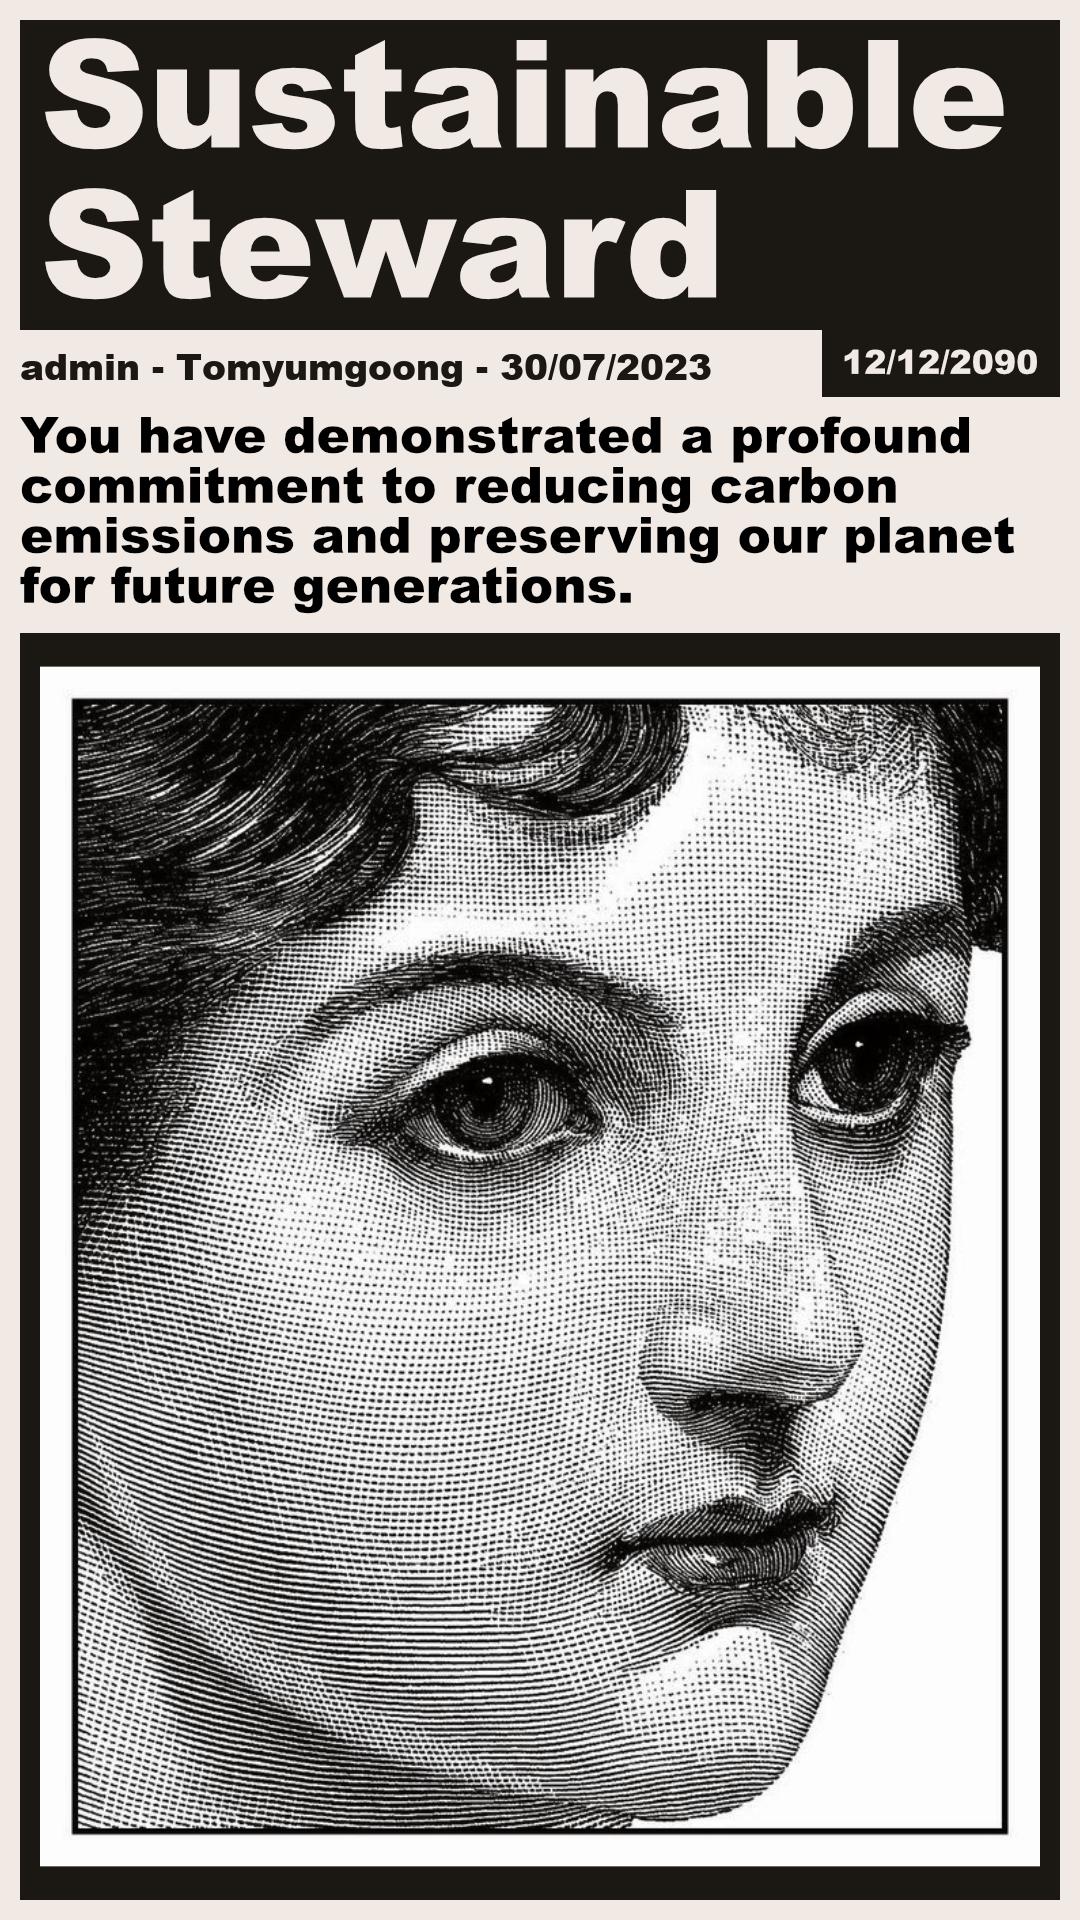 Sustainable
Steward
admin - Tomyumgoong - 30/07/2023
12/12/2090
You have demonstrated a profound
commitment to reducing carbon
emissions and preserving our planet
for future generations.